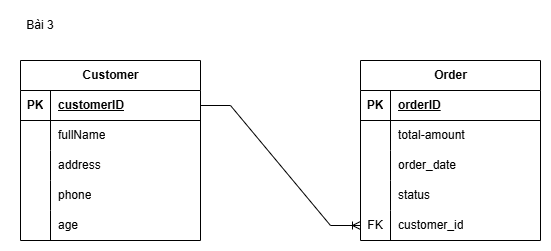 Bài 3
Customer
PK customerID
fullName
address
phone
age
Order
PK orderID
total-amount
order_date
status
FK customer_id